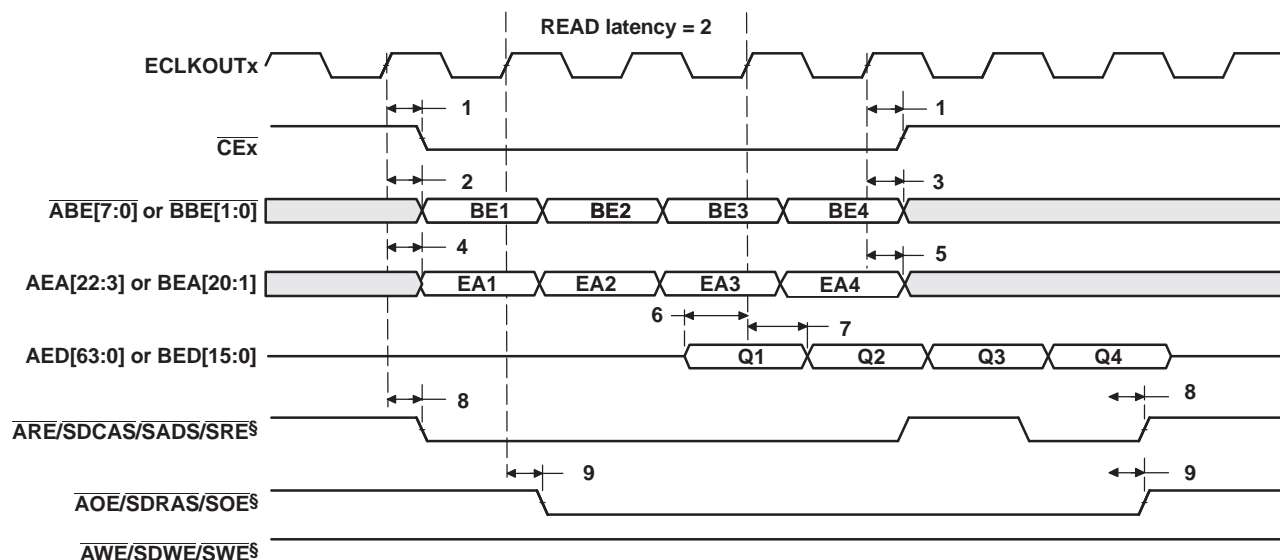 READ latency = 2
ECLKOUTx
1 1
CEx
2 3
ABE[7:0] or BBE[1:0] BE1 BE2 BE3 BE4
4 5
AEA[22:3] or BEA[20:1] EA1 EA2 EA3 EA4
6 7
AED[63:0] or BED[15:0] Q1 Q2 Q3 Q4
8 8
ARE/SDCAS/SADS/SRE§
9 9
AOE/SDRAS/SOE§
AWE/SDWE/SWE§